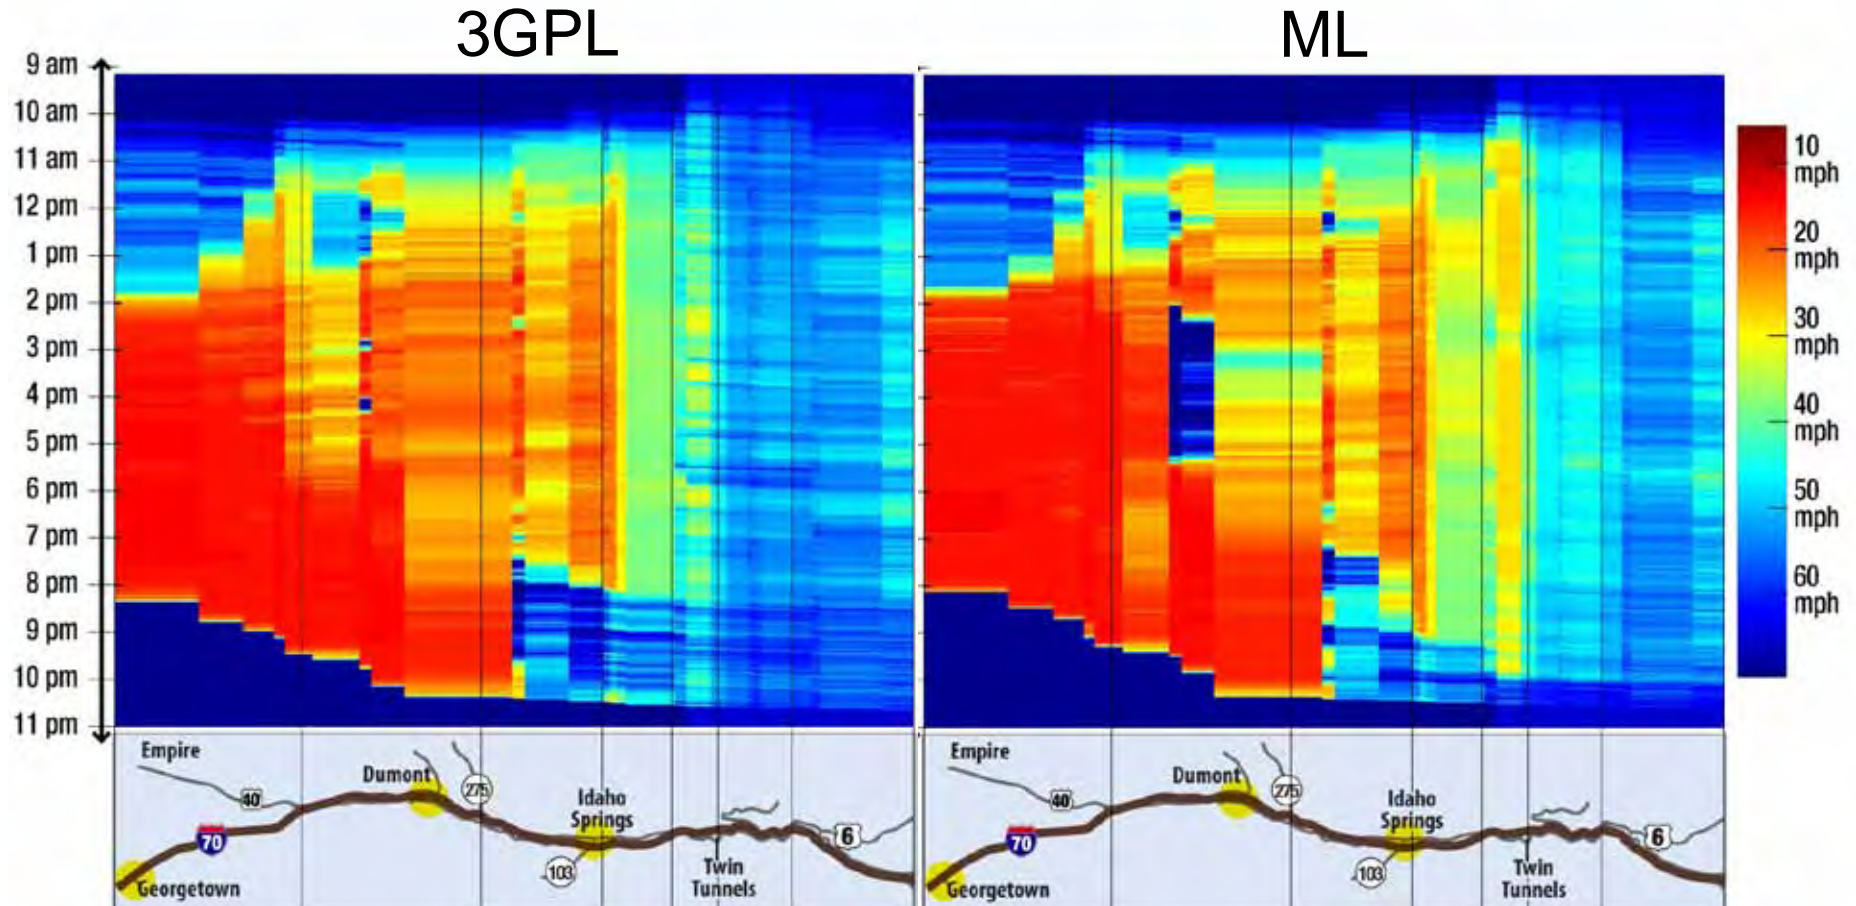 3GPL
ML
9 am
10 am
11 am
12 pm
1 pm
2 pm
3 pm
4 pm
5 pm
6 pm
7 pm
8 pm
9 pm
10 pm
11 pm
10
mph
20
mph
30
mph
40
mph
50
mph
60
mph
Empire
40
70
Georgetown
Dumont
275
Idaho
Springs
103
Twin
Tunnels
6
Empire
40
70
Georgetown
Dumont
275
Idaho
Springs
103
Twin
Tunnels
6